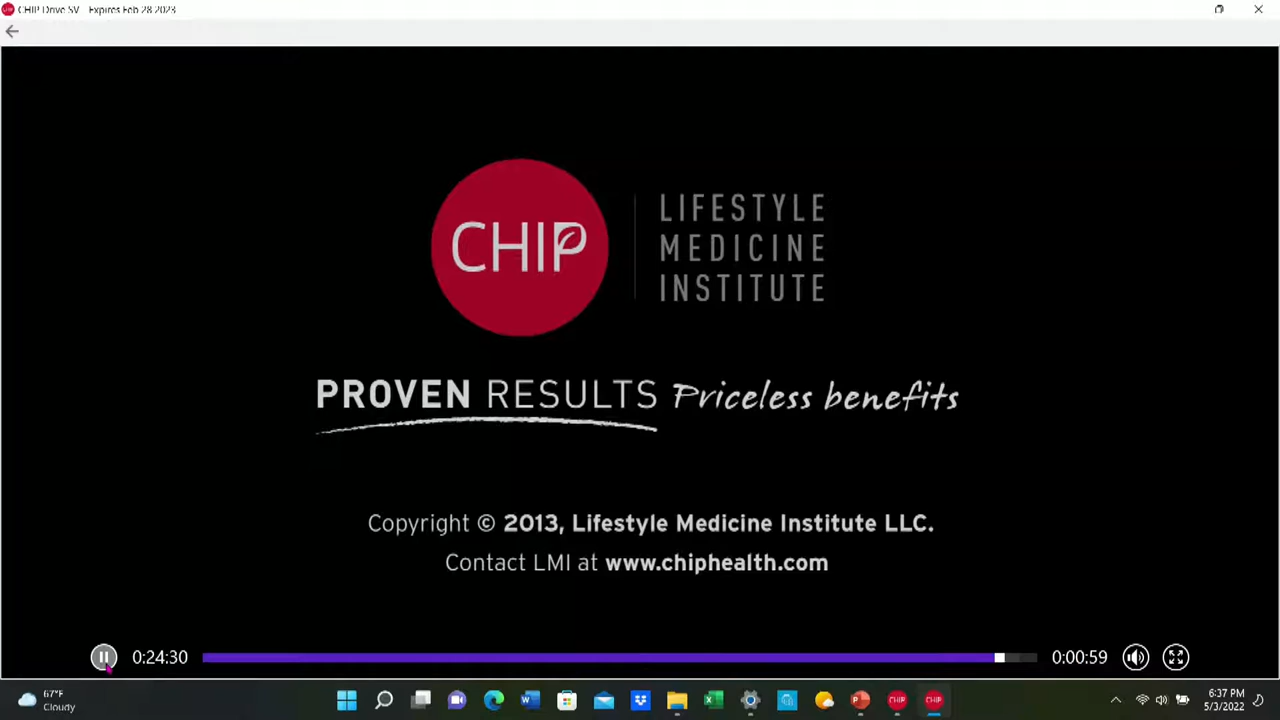 CHIP Drive SV - Expires Feb 28 2023
CHIP
LIFESTYLE
MEDICINE
INSTITUTE
PROVEN RESULTS Priceless benefits
Copyright © 2013, Lifestyle Medicine Institute LLC.
Contact LMI at www.chiphealth.com
0:24:30
0:00:59
67°F
Cloudy
CHIP
CHIP
6:37 PM
5/3/2022